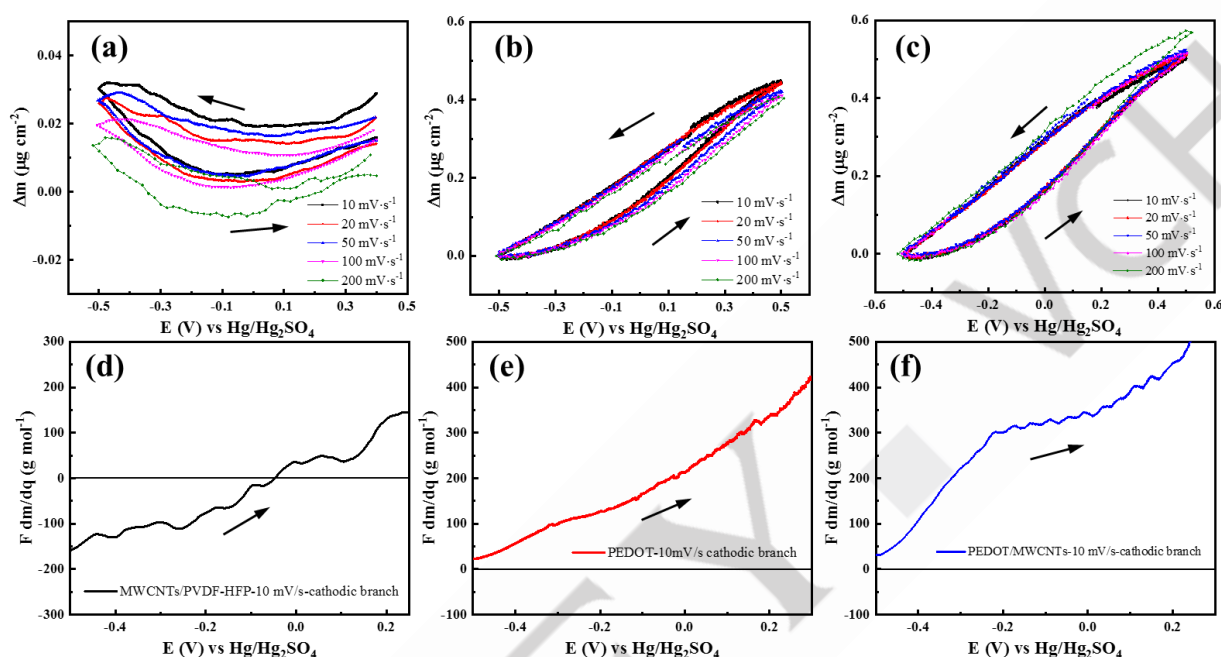 (a)
Δm (μg cm⁻²)
0.04
0.02
0.00
-0.02
10 mV·s⁻¹
20 mV·s⁻¹
50 mV·s⁻¹
100 mV·s⁻¹
200 mV·s⁻¹
-0.5 -0.3 -0.1 0.1 0.3 0.5
E (V) vs Hg/Hg₂SO₄
(b)
Δm (μg cm⁻²)
0.6
0.4
0.2
0.0
10 mV·s⁻¹
20 mV·s⁻¹
50 mV·s⁻¹
100 mV·s⁻¹
200 mV·s⁻¹
-0.5 -0.3 -0.1 0.1 0.3 0.5
E (V) vs Hg/Hg₂SO₄
(c)
Δm (μg cm⁻²)
0.6
0.4
0.2
0.0
10 mV·s⁻¹
20 mV·s⁻¹
50 mV·s⁻¹
100 mV·s⁻¹
200 mV·s⁻¹
-0.6 -0.4 -0.2 0.0 0.2 0.4 0.6
E (V) vs Hg/Hg₂SO₄
(d)
F dm/dq (g mol⁻¹)
300
200
100
0
-100
-200
-300
MWCNTs/PVDF-HFP-10 mV/s-cathodic branch
-0.4 -0.2 0.0 0.2
E (V) vs Hg/Hg₂SO₄
(e)
F dm/dq (g mol⁻¹)
500
400
300
200
100
0
-100
PEDOT-10mV/s cathodic branch
-0.4 -0.2 0.0 0.2
E (V) vs Hg/Hg₂SO₄
(f)
F dm/dq (g mol⁻¹)
500
400
300
200
100
0
-100
PEDOT/MWCNTs-10 mV/s-cathodic branch
-0.4 -0.2 0.0 0.2
E (V) vs Hg/Hg₂SO₄